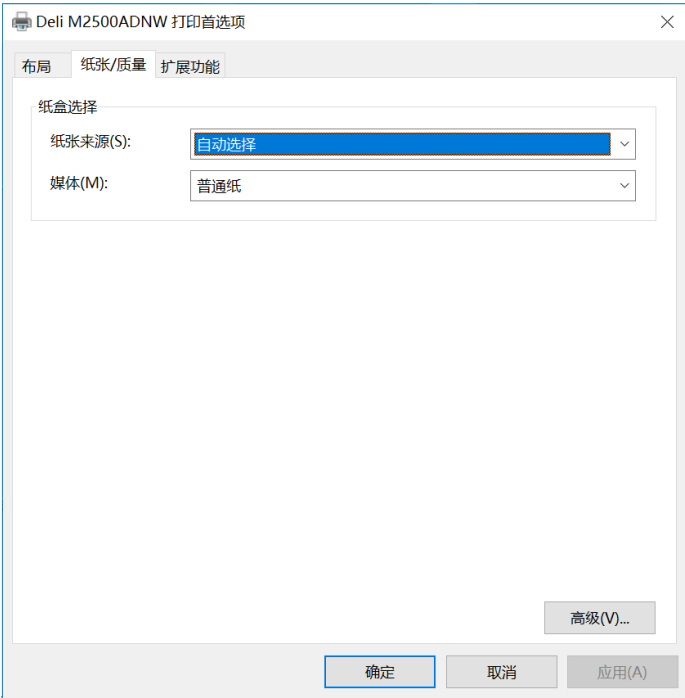 Deli M2500ADNW 打印首选项
布局 纸张/质量 扩展功能
纸盒选择
纸张来源(S): 自动选择
媒体(M): 普通纸
高级(V)...
确定 取消 应用(A)